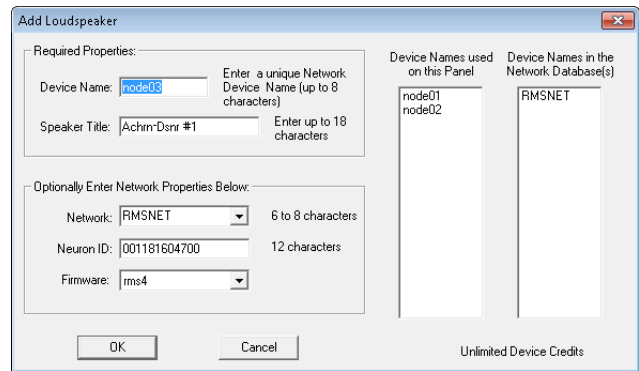 Add Loudspeaker
Required Properties:
Device Name: node03
Enter a unique Network
Device Name (up to 8
characters)
Speaker Title: Achrn-Dsnr #1
Enter up to 18
characters
Optionally Enter Network Properties Below:
Network: RMSNET
6 to 8 characters
Neuron ID: 001181604700
12 characters
Firmware: rms4
OK
Cancel
Device Names used
on this Panel
node01
node02
Device Names in the
Network Database(s)
RMSNET
Unlimited Device Credits